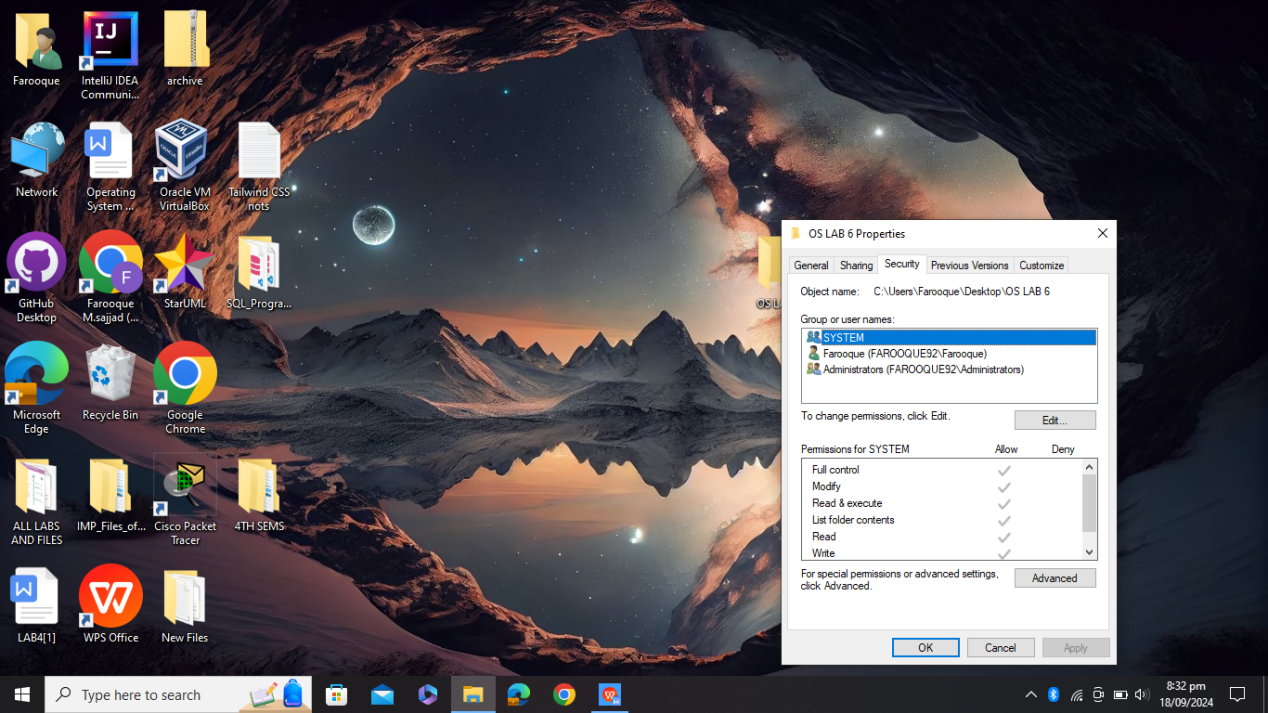 Farooque
IJ
IntelliJ IDEA
Communi...
archive
Network
W
Operating
System ...
ORACLE
VirtualBox
Oracle VM
VirtualBox
Tailwind CSS
nots
GitHub
Desktop
F
Farooque
M.sajjad (...
StarUML
SQL_Progra...
Microsoft
Edge
Recycle Bin
Google
Chrome
ALL LABS
AND FILES
IMP_Files_of...
Cisco Packet
Tracer
4TH SEMS
W
LAB4[1]
W
WPS Office
New Files
OS L
OS LAB 6 Properties
General
Sharing
Security
Previous Versions
Customize
Object name: C:\Users\Farooque\Desktop\OS LAB 6
Group or user names:
SYSTEM
Farooque (FAROOQUE92\Farooque)
Administrators (FAROOQUE92\Administrators)
To change permissions, click Edit.
Edit...
Permissions for SYSTEM Allow Deny
Full control
Modify
Read & execute
List folder contents
Read
Write
For special permissions or advanced settings,
click Advanced.
Advanced
OK
Cancel
Apply
Type here to search
W
8:32 pm
18/09/2024